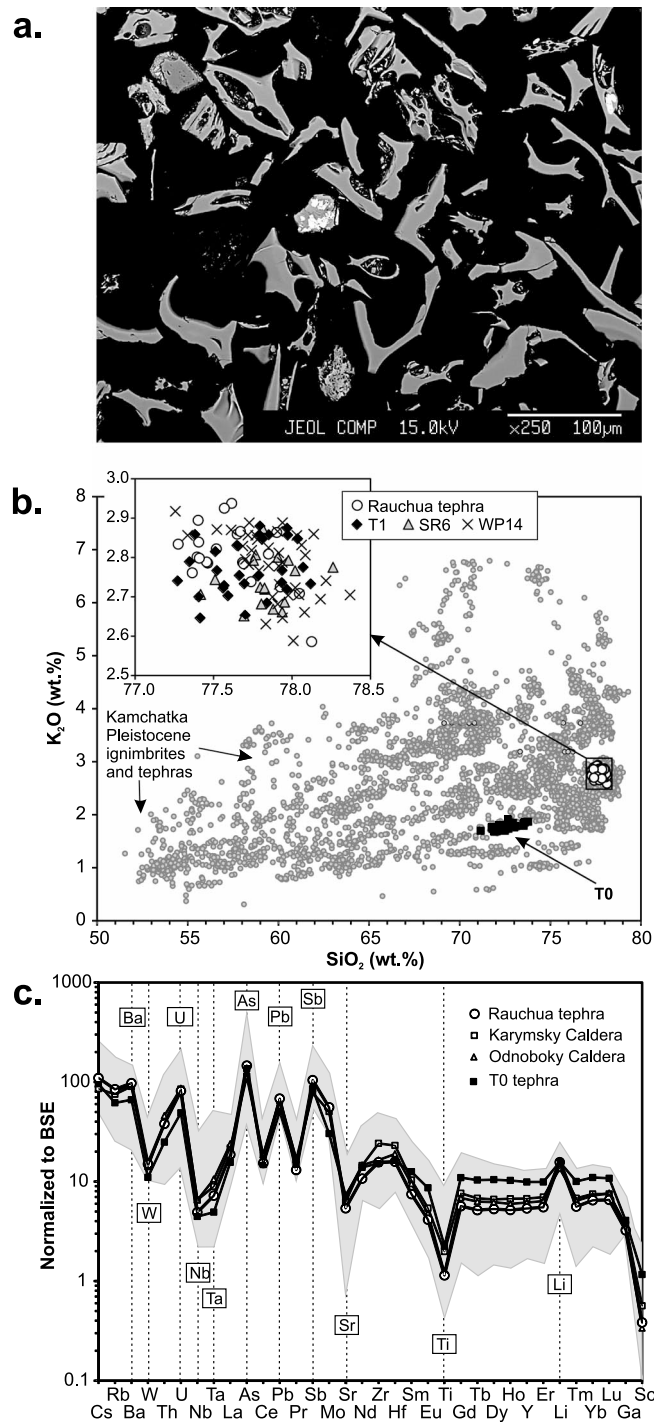 a.
JEOL COMP 15.0kV ×250 100µm
b.
8
7
6
5
4
3
2
1
0
K₂O (wt.%)
3.0
2.9
2.8
2.7
2.6
2.5
77.0 77.5 78.0 78.5
Rauchua tephra
T1 SR6 WP14
Kamchatka
Pleistocene
ignimbrites
and tephras
T0
50 55 60 65 70 75 80
SiO₂ (wt.%)
c.
1000
100
10
1
0.1
Normalized to BSE
Ba
U
As
Pb
Sb
W
Nb
Ta
Sr
Ti
Li
Rauchua tephra
Karymsky Caldera
Odnoboky Caldera
T0 tephra
Rb W U Ta As Pb Sb Sr Zr Sm Ti Tb Ho Er Tm Lu Sc
Cs Ba Th Nb La Ce Pr Mo Nd Hf Eu Gd Dy Y Li Yb Ga